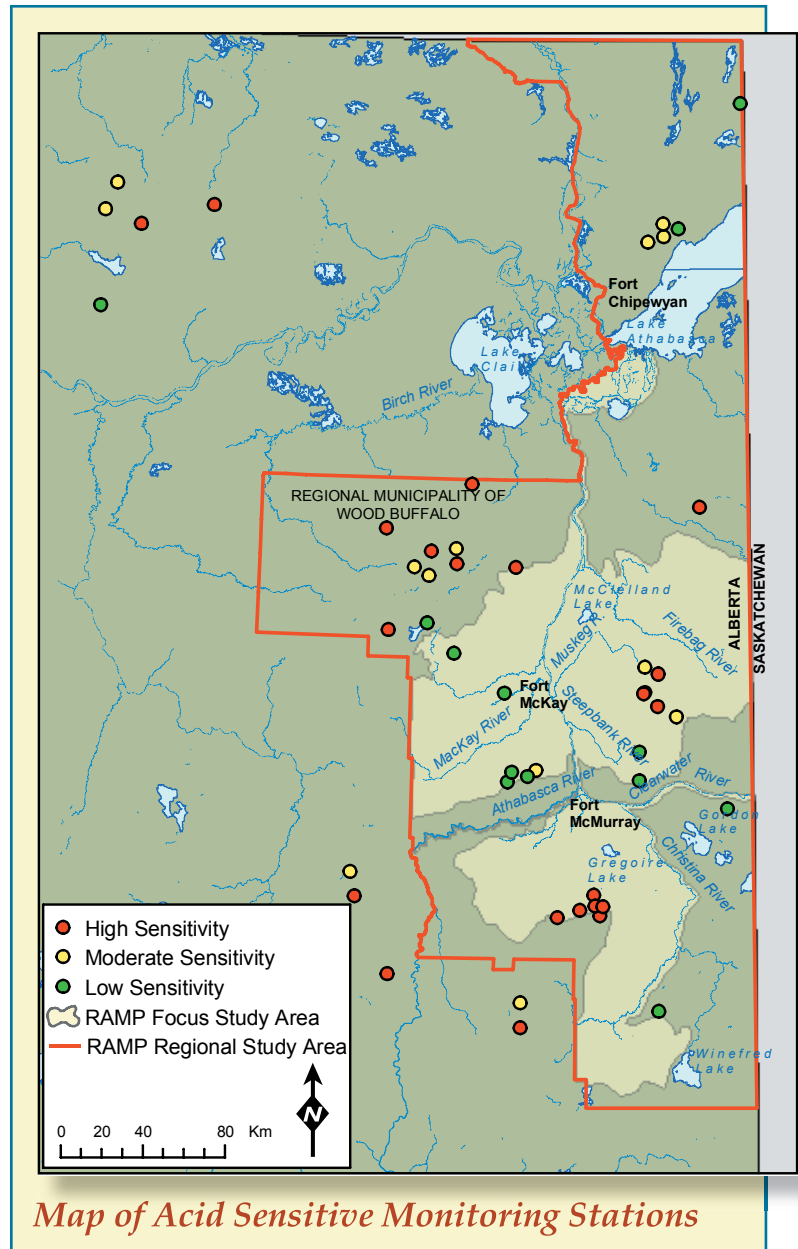 Fort
Chipewyan
Lake
Athabasca
Lake
Clair
Birch River
REGIONAL MUNICIPALITY OF
WOOD BUFFALO
ALBERTA
SASKATCHEWAN
McClelland
Lake
Muskeg R.
Firebag River
Fort
McKay
Steepbank River
MacKay River
Athabasca River
Clearwater River
Fort
McMurray
Gordon
Lake
Christina River
Gregoire
Lake
Winefred
Lake
High Sensitivity
Moderate Sensitivity
Low Sensitivity
RAMP Focus Study Area
RAMP Regional Study Area
N
0 20 40 80 Km
Map of Acid Sensitive Monitoring Stations